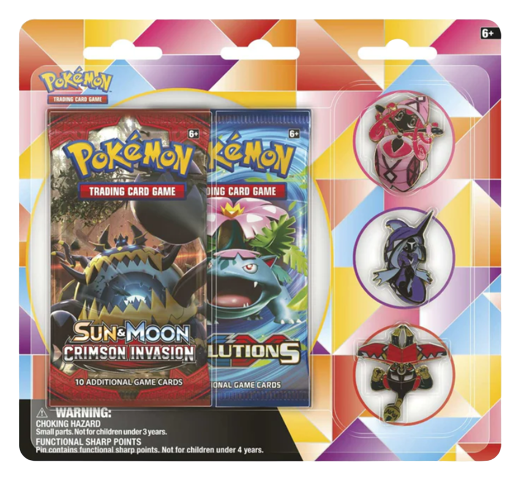 6+
POKéMON
TRADING CARD GAME
6+
POKéMON
TRADING CARD GAME
SUN & MOON
CRIMSON INVASION
10 ADDITIONAL GAME CARDS
6+
KéMON
ING CARD GAME
LUTIONS
ONAL GAME CARDS
WARNING:
CHOKING HAZARD
Small parts. Not for children under 3 years.
FUNCTIONAL SHARP POINTS
Pin contains functional sharp points. Not for children under 4 years.